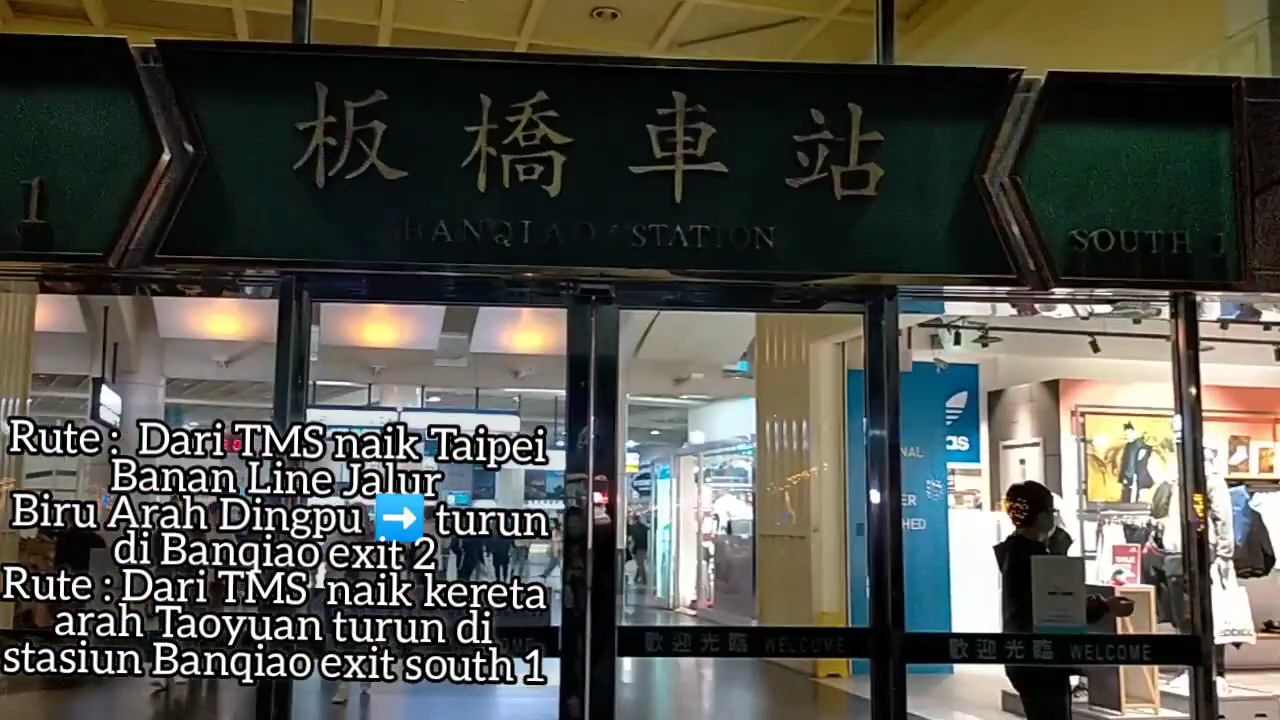 板橋車站
BANQIAO STATION
SOUTH 1
1
Rute : Dari TMS naik Taipei
Banan Line Jalur
Biru Arah Dingpu ➡️ turun
di Banqiao exit 2
Rute : Dari TMS naik kereta
arah Taoyuan turun di
stasiun Banqiao exit south 1
歡迎光臨 WELCOME
歡迎光臨 WELCOME